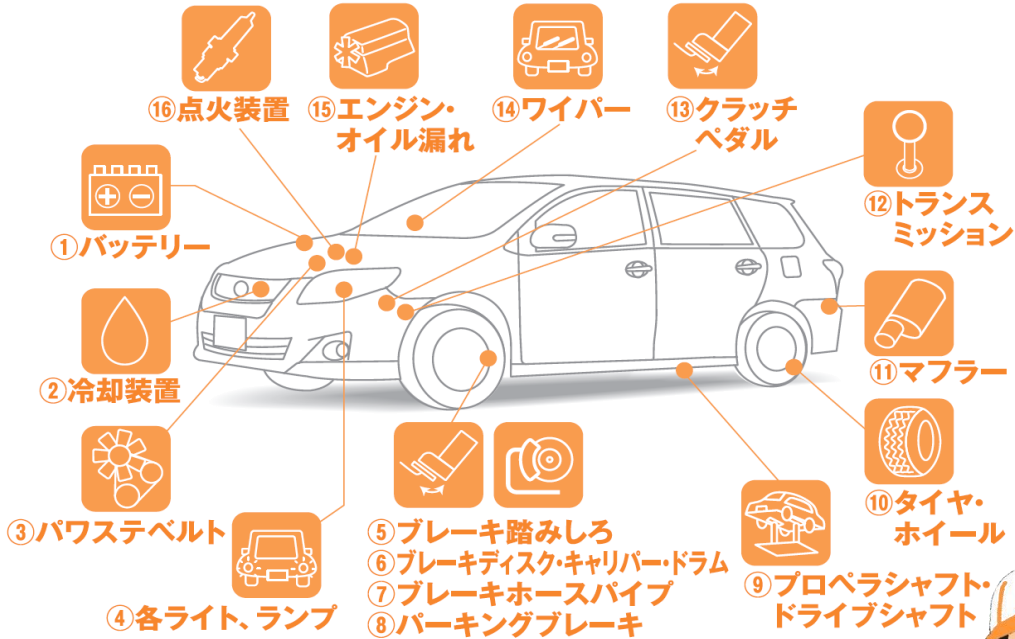 ①バッテリー
②冷却装置
③パワステベルト
④各ライト、ランプ
⑤ブレーキ踏みしろ
⑥ブレーキディスク・キャリパー・ドラム
⑦ブレーキホースパイプ
⑧パーキングブレーキ
⑨プロペラシャフト・
ドライブシャフト
⑩タイヤ・
ホイール
⑪マフラー
⑫トランス
ミッション
⑬クラッチ
ペダル
⑭ワイパー
⑮エンジン・
オイル漏れ
⑯点火装置